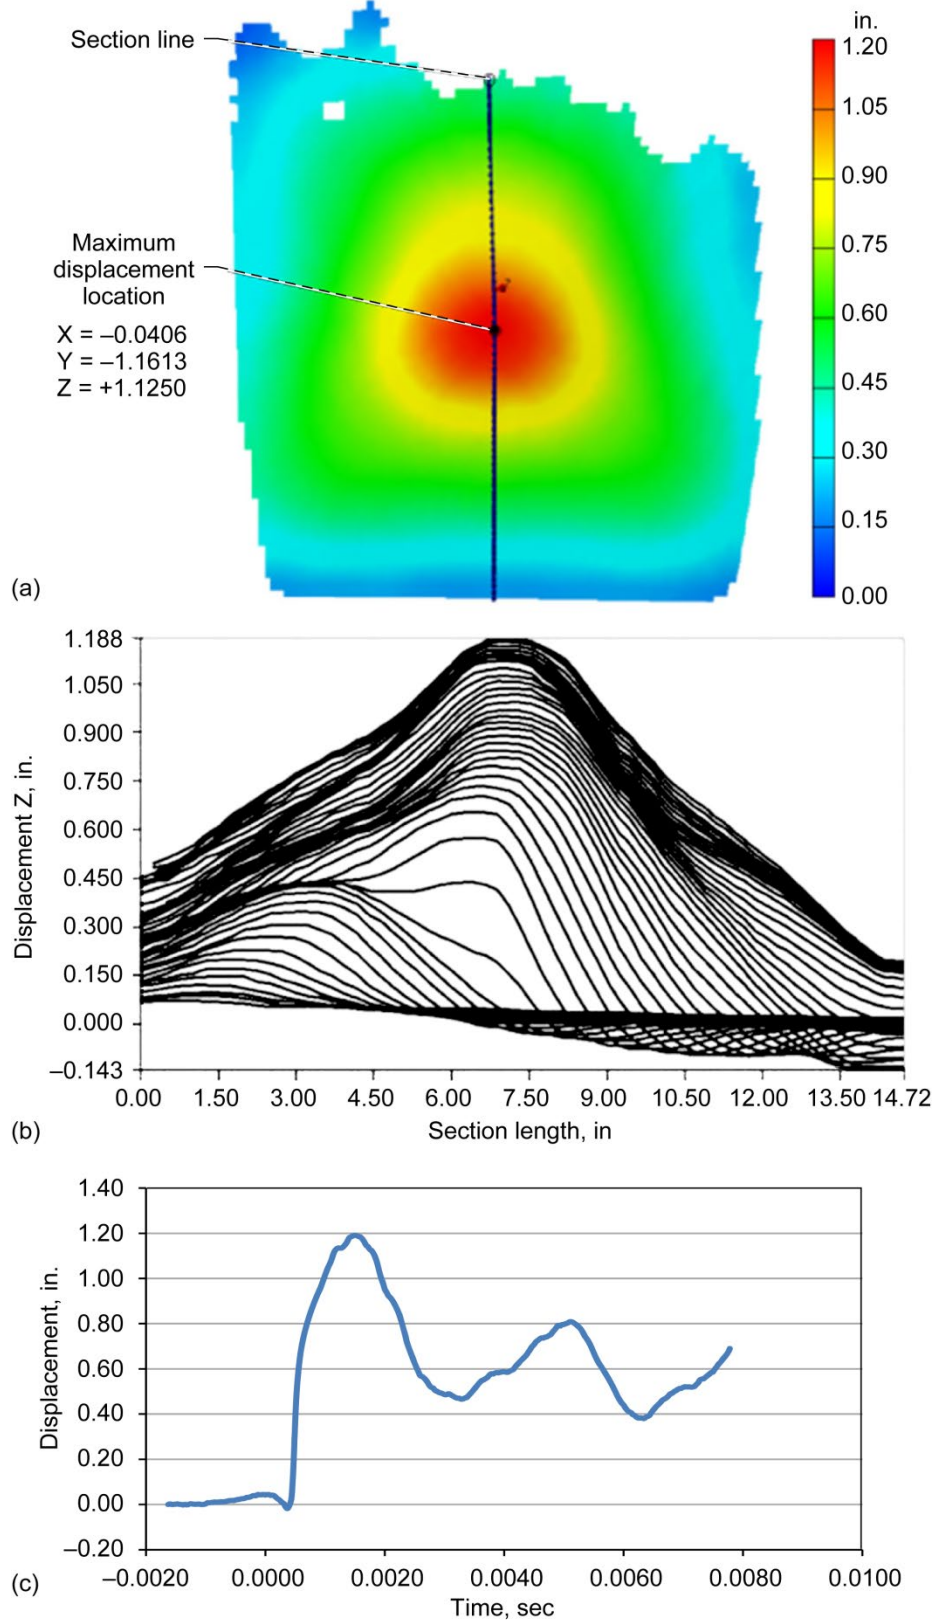 in.
Section line
1.20
1.05
0.90
0.75
0.60
0.45
0.30
0.15
0.00
Maximum
displacement
location
X = –0.0406
Y = –1.1613
Z = +1.1250
(a)
Displacement Z, in.
1.188
1.050
0.900
0.750
0.600
0.450
0.300
0.150
0.000
–0.143
0.00 1.50 3.00 4.50 6.00 7.50 9.00 10.50 12.00 13.50 14.72
Section length, in
(b)
Displacement, in.
1.40
1.20
1.00
0.80
0.60
0.40
0.20
0.00
–0.20
–0.0020 0.0000 0.0020 0.0040 0.0060 0.0080 0.0100
Time, sec
(c)